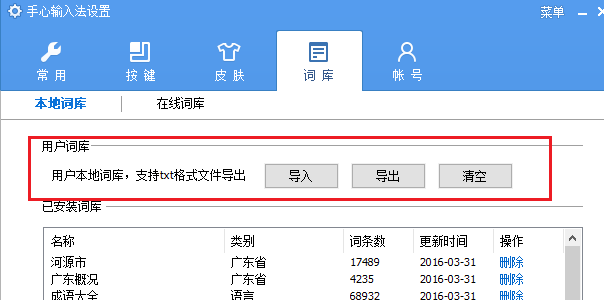 手心输入法设置 菜单
常用 按键 皮肤 词库 帐号
本地词库 在线词库
用户词库
用户本地词库，支持txt格式文件导出 导入 导出 清空
已安装词库
名称 类别 词条数 更新时间 操作
河源市 广东省 17489 2016-03-31 删除
广东概况 广东省 4235 2016-03-31 删除
成语大全 语言 68932 2016-03-31 删除